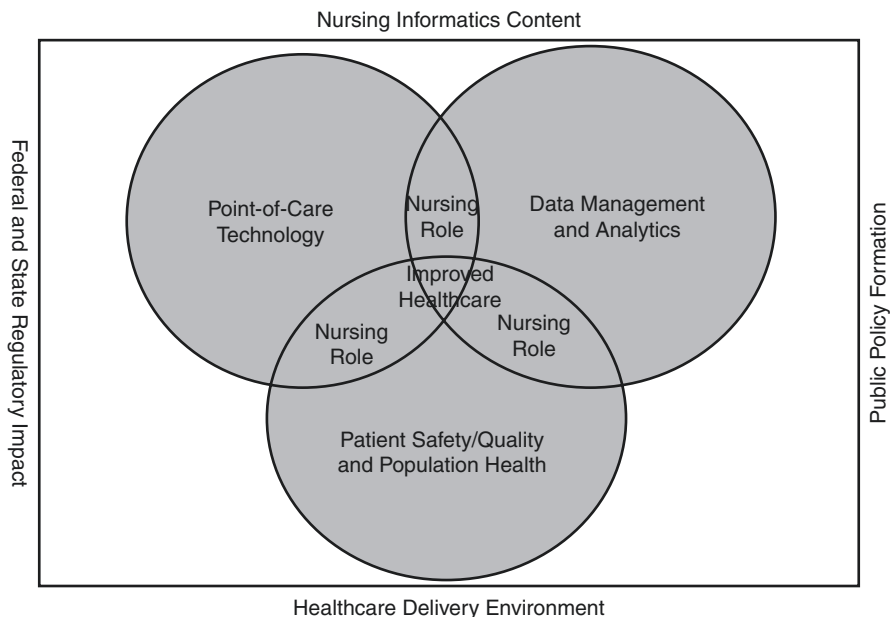 Nursing Informatics Content
Federal and State Regulatory Impact
Point-of-Care
Technology
Nursing
Role
Data Management
and Analytics
Improved
Healthcare
Nursing
Role
Nursing
Role
Patient Safety/Quality
and Population Health
Public Policy Formation
Healthcare Delivery Environment